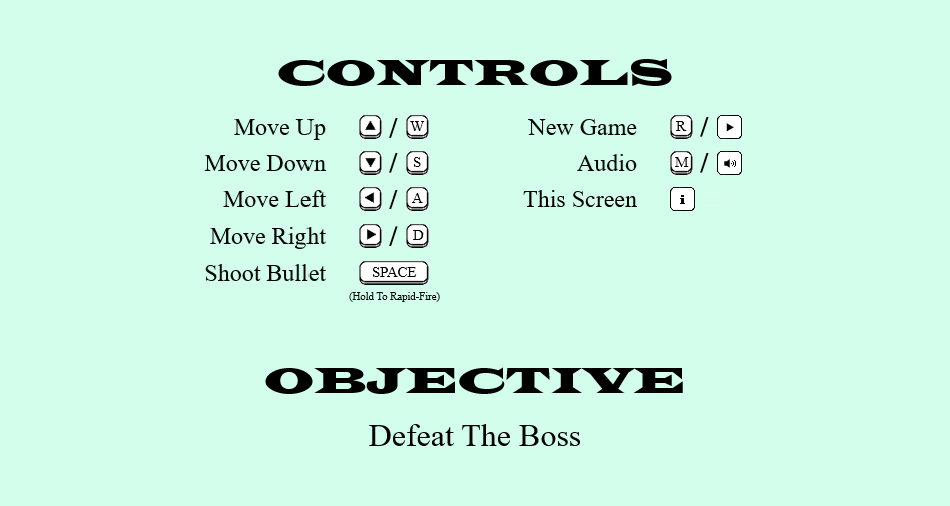 CONTROLS
Move Up ▲ / W
Move Down ▼ / S
Move Left ◀ / A
Move Right ▶ / D
Shoot Bullet SPACE
(Hold To Rapid-Fire)
New Game R / ▶
Audio M / 🔊
This Screen i
OBJECTIVE
Defeat The Boss